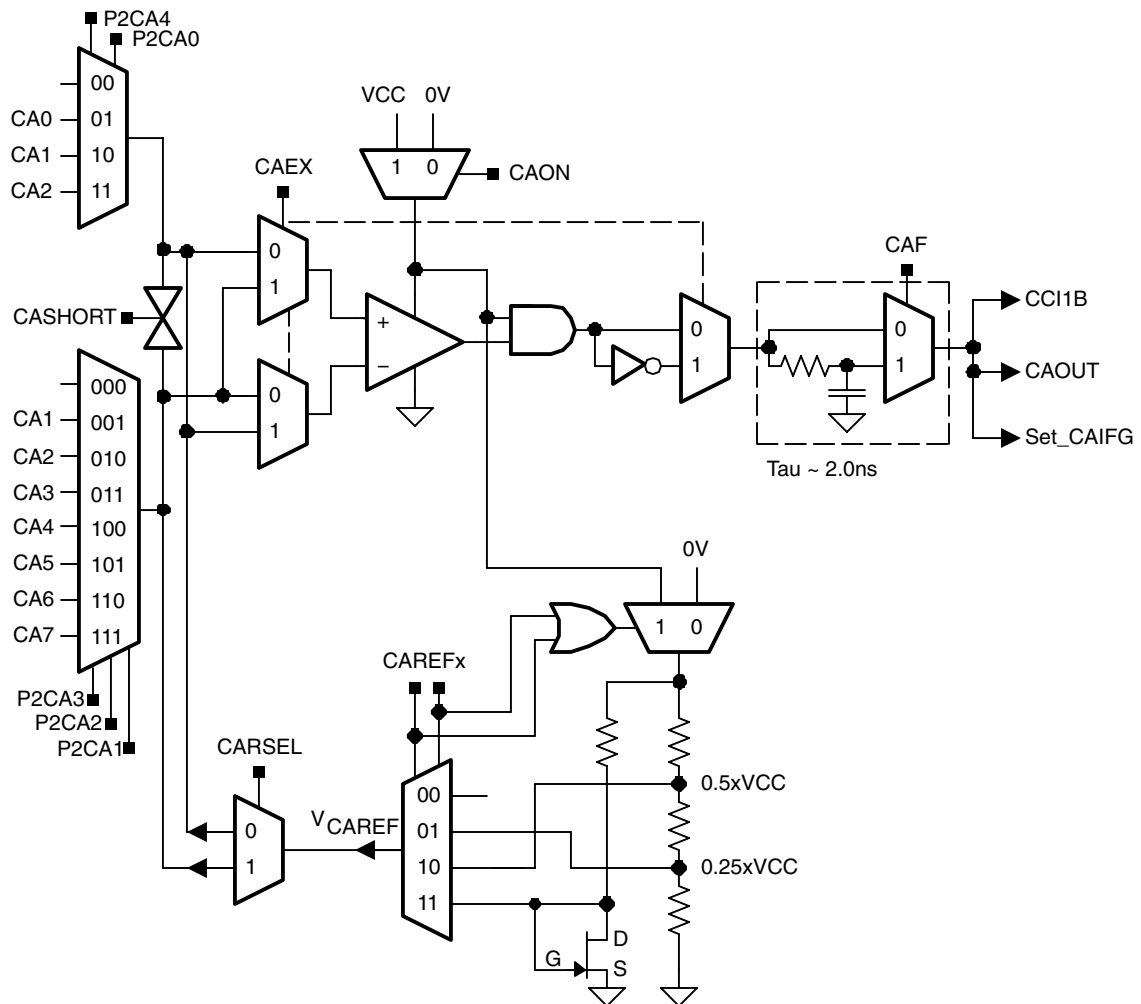 P2CA4
P2CA0
00
CA0 01
CA1 10
CA2 11
VCC 0V
1 0
CAON
CAEX
0
1
CASHORT
+
−
0
1
0
1
CAF
0
1
CCI1B
CAOUT
Set_CAIFG
Tau ~ 2.0ns
000
CA1 001
CA2 010
CA3 011
CA4 100
CA5 101
CA6 110
CA7 111
P2CA3
P2CA2
P2CA1
0V
1 0
CAREFx
CARSEL
0
1
VCAREF
00
01
10
11
0.5xVCC
0.25xVCC
D
G
S